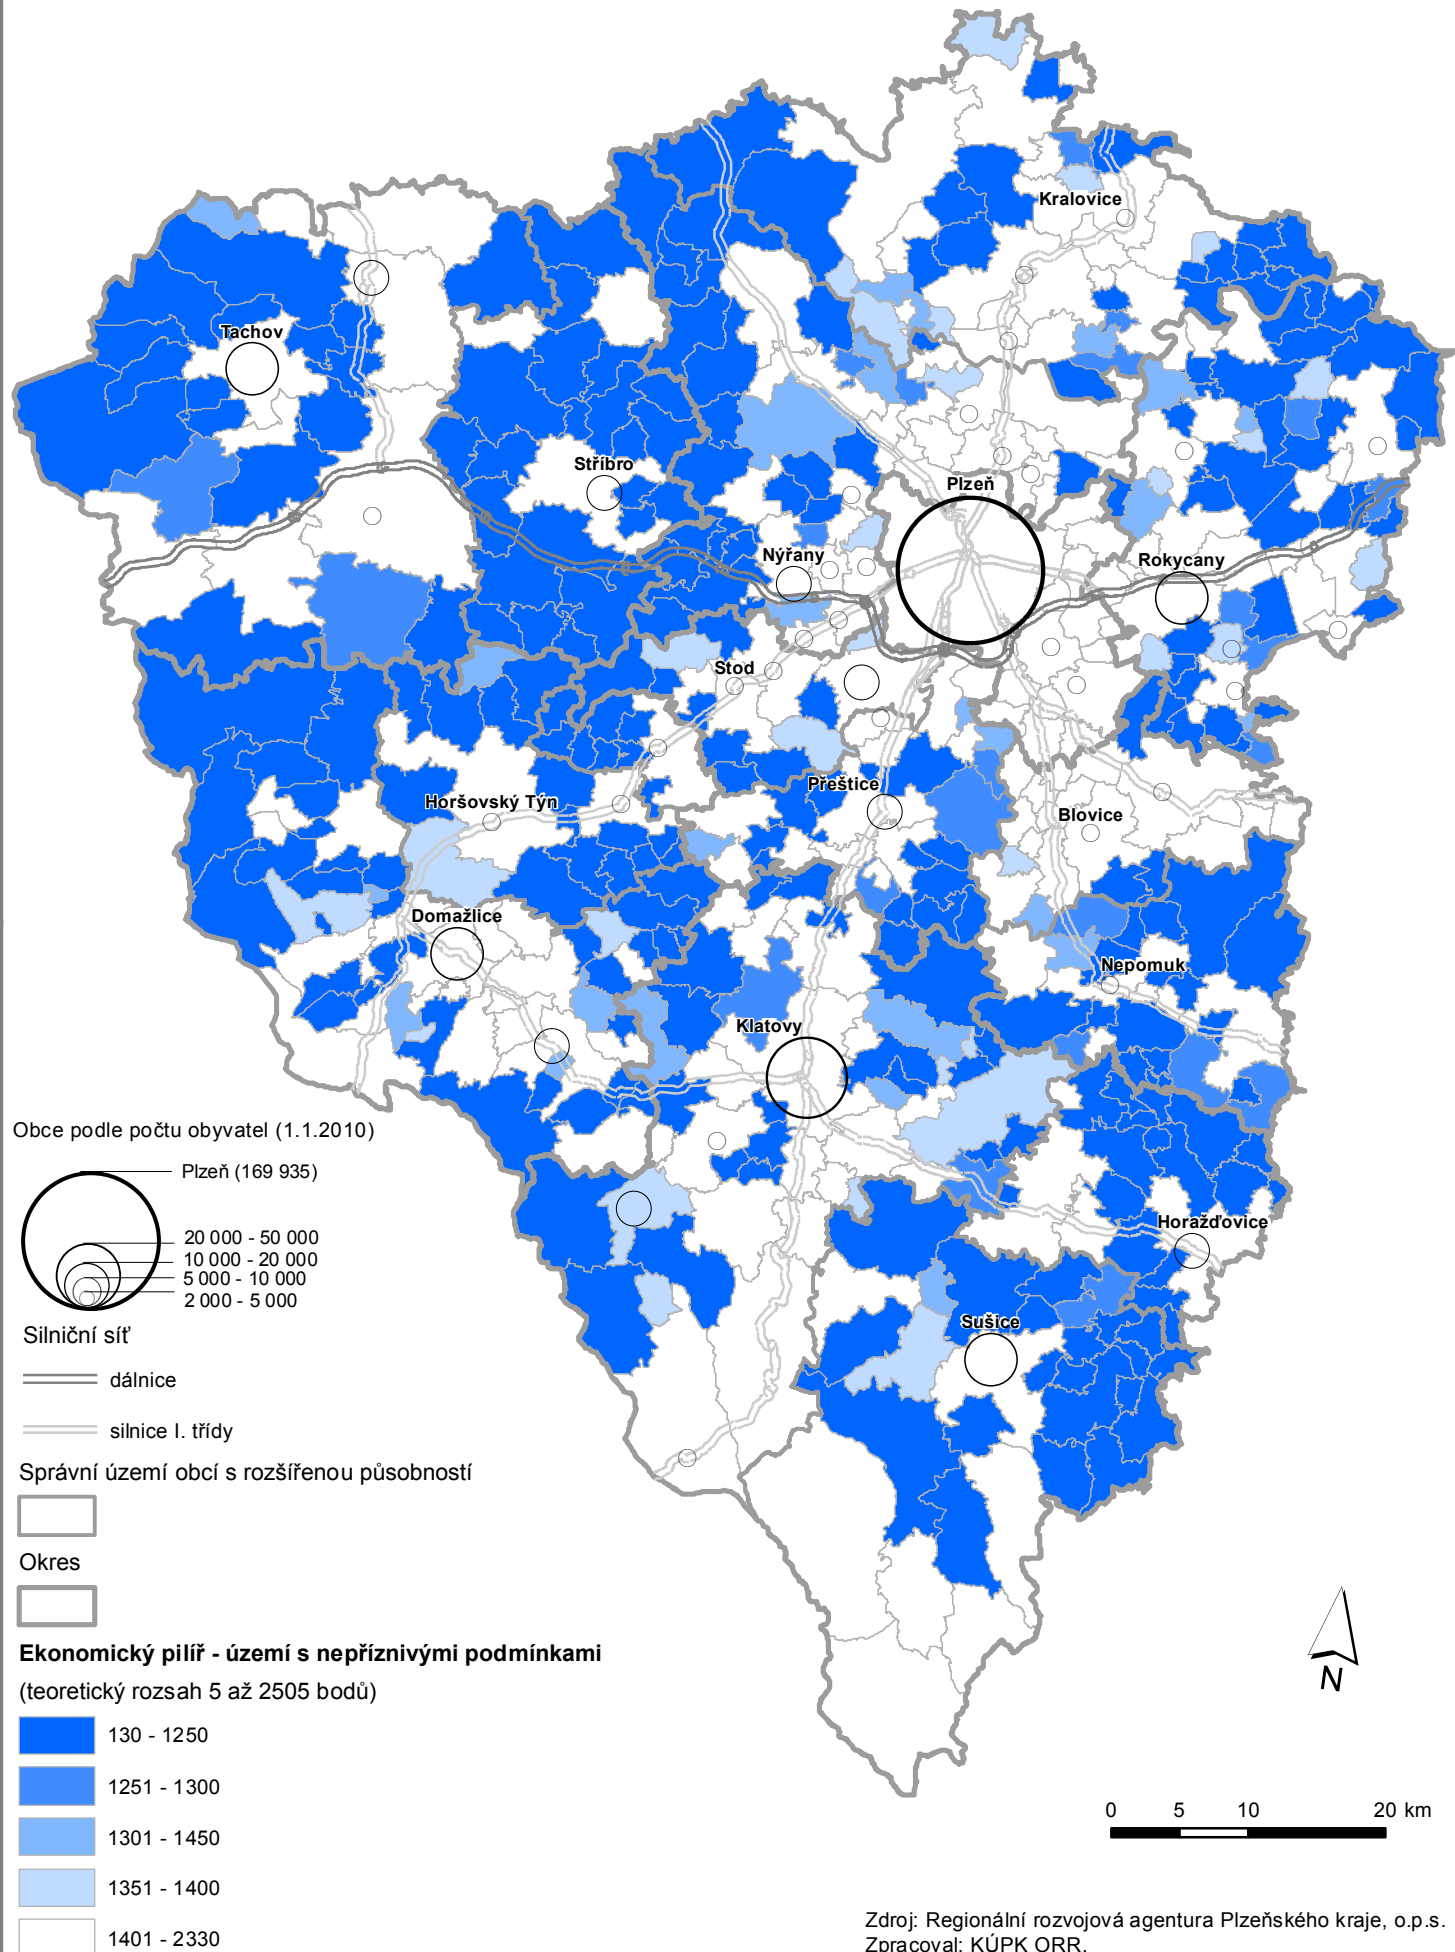 Kralovice
Tachov
Stříbro
Plzeň
Nýřany
Rokycany
Stod
Přeštice
Horšovský Týn
Blovice
Domažlice
Nepomuk
Klatovy
Horažďovice
Sušice
Obce podle počtu obyvatel (1.1.2010)
Plzeň (169 935)
20 000 - 50 000
10 000 - 20 000
5 000 - 10 000
2 000 - 5 000
Silniční síť
dálnice
silnice I. třídy
Správní území obcí s rozšířenou působností
Okres
Ekonomický pilíř - území s nepříznivými podmínkami
(teoretický rozsah 5 až 2505 bodů)
130 - 1250
1251 - 1300
1301 - 1450
1351 - 1400
1401 - 2330
N
0 5 10 20 km
Zdroj: Regionální rozvojová agentura Plzeňského kraje, o.p.s.
Zpracoval: KÚPK ORR.